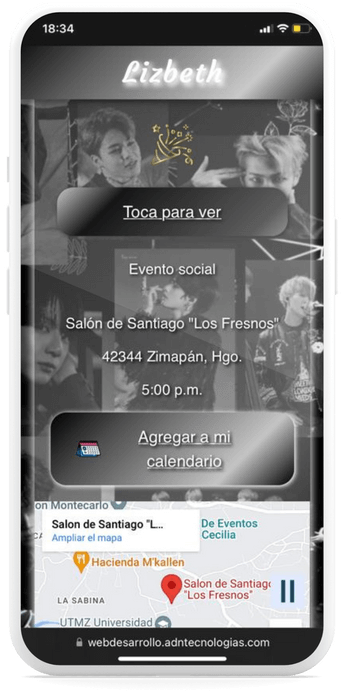 18:34
Lizbeth
Toca para ver
Evento social
Salón de Santiago "Los Fresnos"
42344 Zimapán, Hgo.
5:00 p.m.
Agregar a mi
calendario
on Montecarlo
Salon de Santiago "L...
Ampliar el mapa
De Eventos
Cecilia
Hacienda M'kallen
Salon de Santiago
"Los Fresnos"
LA SABINA
UTMZ Universidad
webdesarrollo.adntecnologias.com